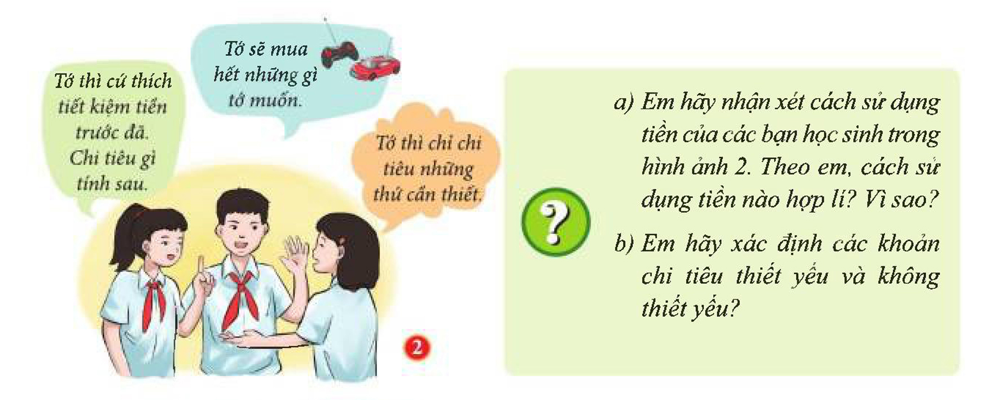 Tớ thì cứ thích
tiết kiệm tiền
trước đã.
Chi tiêu gì
tính sau.
Tớ sẽ mua
hết những gì
tớ muốn.
Tớ thì chỉ chi
tiêu những
thứ cần thiết.
2
?
a) Em hãy nhận xét cách sử dụng
tiền của các bạn học sinh trong
hình ảnh 2. Theo em, cách sử
dụng tiền nào hợp lí? Vì sao?
b) Em hãy xác định các khoản
chi tiêu thiết yếu và không
thiết yếu?